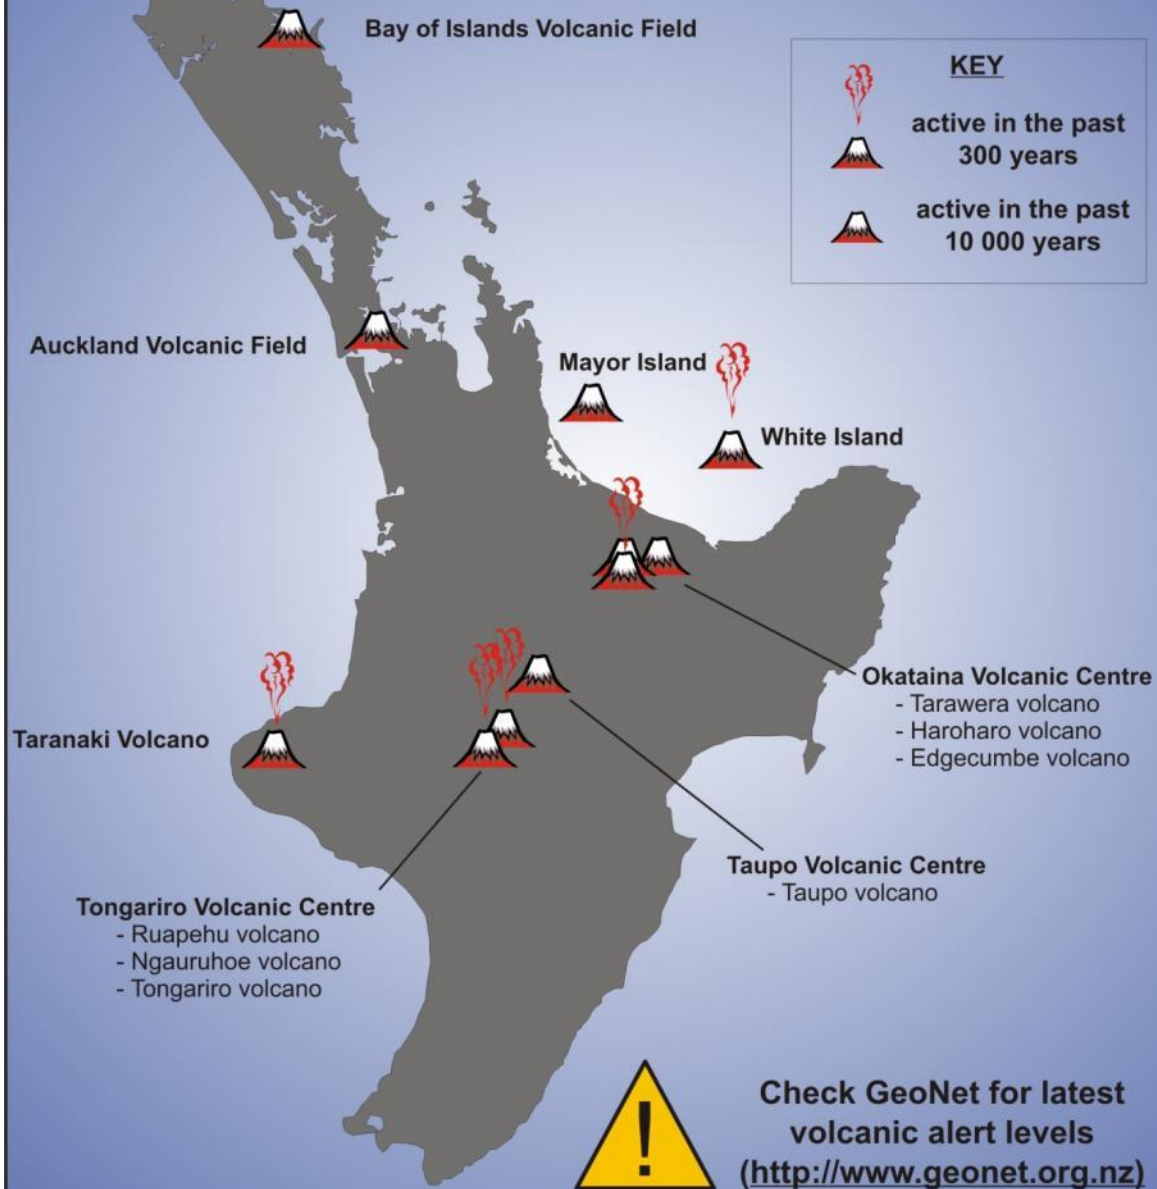 Bay of Islands Volcanic Field
KEY
active in the past
300 years
active in the past
10 000 years
Auckland Volcanic Field
Mayor Island
White Island
Okataina Volcanic Centre
- Tarawera volcano
- Haroharo volcano
- Edgecumbe volcano
Taranaki Volcano
Taupo Volcanic Centre
- Taupo volcano
Tongariro Volcanic Centre
- Ruapehu volcano
- Ngauruhoe volcano
- Tongariro volcano
!
Check GeoNet for latest
volcanic alert levels
(http://www.geonet.org.nz)